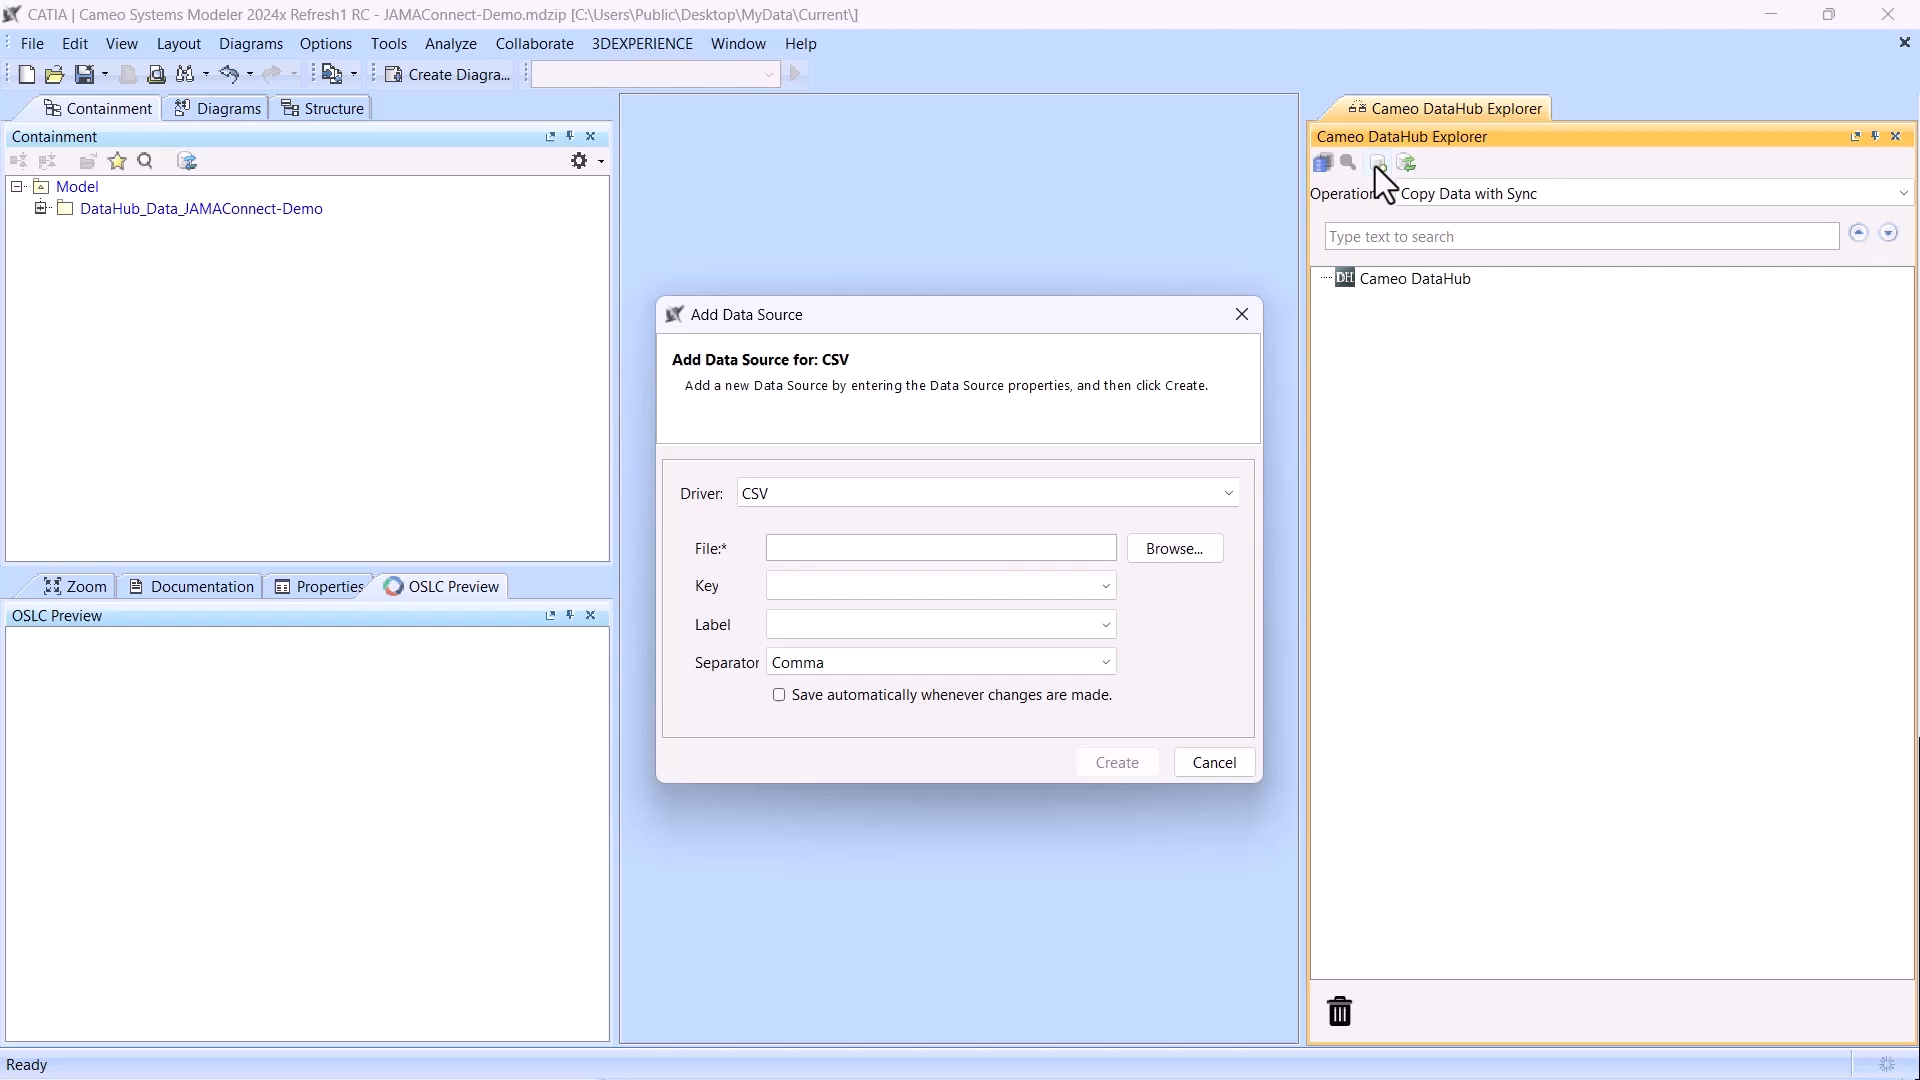 CATIA | Cameo Systems Modeler 2024x Refresh1 RC - JAMAConnect-Demo.mdzip [C:\Users\Public\Desktop\MyData\Current\]
File Edit View Layout Diagrams Options Tools Analyze Collaborate 3DEXPERIENCE Window Help
Create Diagra...
Containment Diagrams Structure
Containment
Model
DataHub_Data_JAMAConnect-Demo
Zoom Documentation Properties OSLC Preview
OSLC Preview
Add Data Source
Add Data Source for: CSV
Add a new Data Source by entering the Data Source properties, and then click Create.
Driver: CSV
File:* Browse...
Key
Label
Separator Comma
Save automatically whenever changes are made.
Create Cancel
Cameo DataHub Explorer
Cameo DataHub Explorer
Operation Copy Data with Sync
Type text to search
DH Cameo DataHub
Ready